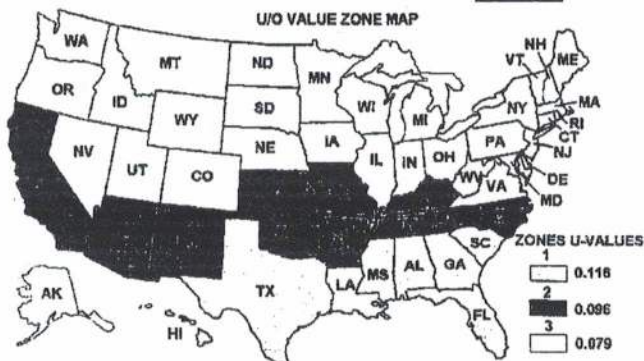 U/O VALUE ZONE MAP
WA
MT
ND
MN
VT
NH
ME
OR
ID
SD
WI
MI
NY
MA
WY
RI
CT
NV
NE
IA
PA
NJ
UT
CO
IL
IN
OH
WV
VA
DE
MD
AK
HI
TX
LA
MS
AL
GA
SC
FL
ZONES U-VALUES
1
0.116
2
0.096
3
0.079